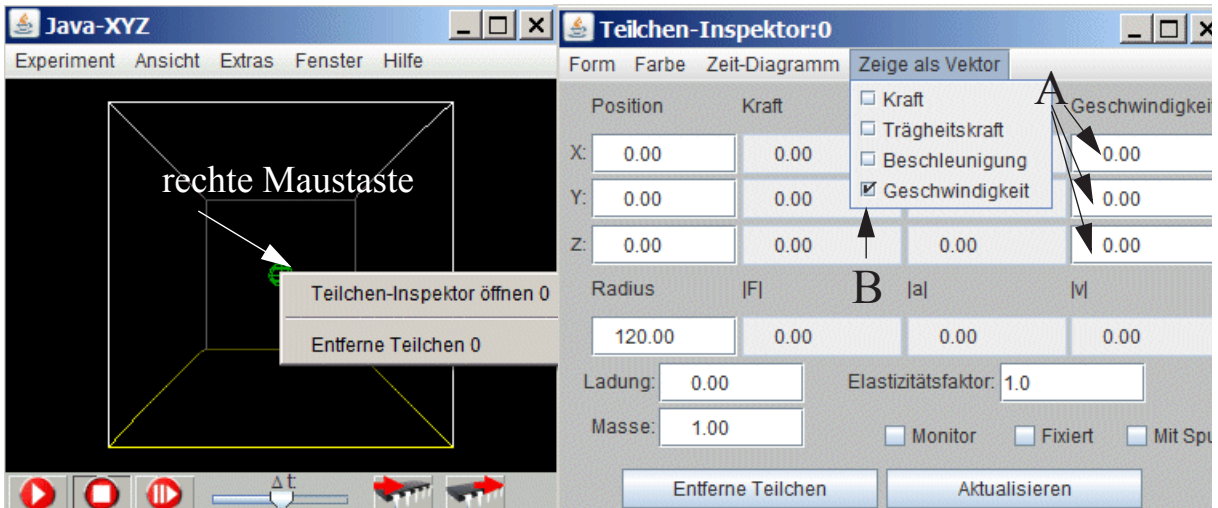 Java-XYZ
Experiment Ansicht Extras Fenster Hilfe
rechte Maustaste
Teilchen-Inspektor öffnen 0
Entferne Teilchen 0
Δt
Teilchen-Inspektor:0
Form Farbe Zeit-Diagramm Zeige als Vektor
Kraft
Trägheitskraft
Beschleunigung
Geschwindigkeit
A
B
Position Kraft Geschwindigkeit
X: 0.00 0.00 0.00
Y: 0.00 0.00 0.00
Z: 0.00 0.00 0.00 0.00
Radius |F| |a| |v|
120.00 0.00 0.00 0.00
Ladung: 0.00 Elastizitätsfaktor: 1.0
Masse: 1.00 Monitor Fixiert Mit Spu
Entferne Teilchen Aktualisieren